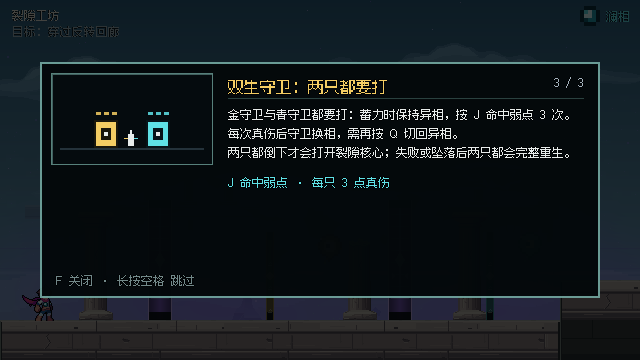 裂隙工坊
目标：穿过反转回廊
澜相
双生守卫：两只都要打
3 / 3
金守卫与青守卫都要打：蓄力时保持异相，按 J 命中弱点 3 次。
每次真伤后守卫换相，需再按 Q 切回异相。
两只都倒下才会打开裂隙核心；失败或坠落后两只都会完整重生。
J 命中弱点 · 每只 3 点真伤
F 关闭 · 长按空格 跳过